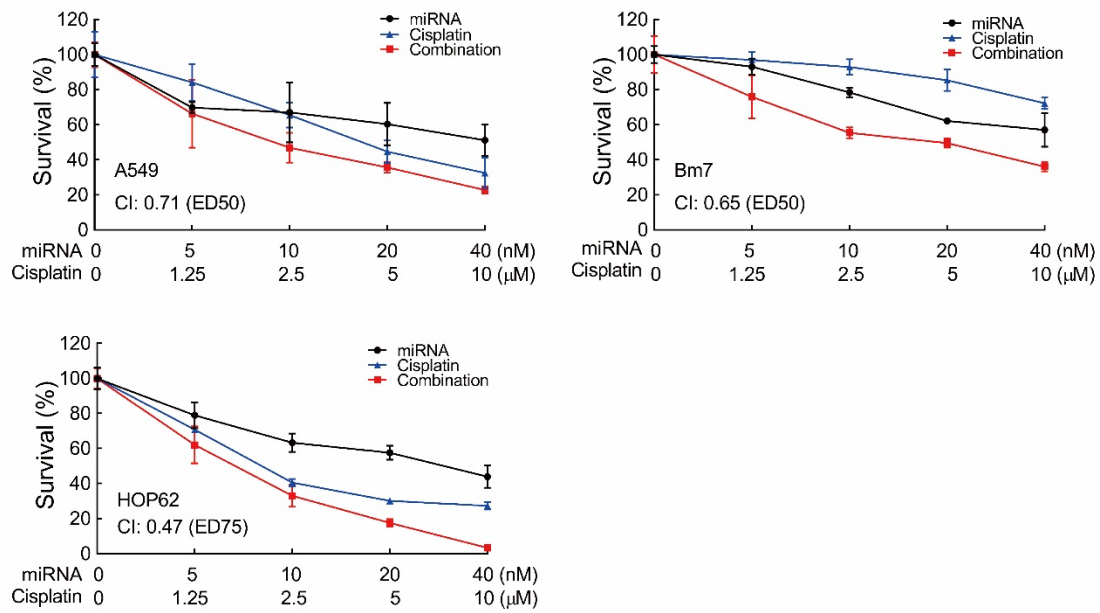 120
100
80
60
40
20
0
Survival (%)
miRNA
Cisplatin
Combination
A549
CI: 0.71 (ED50)
miRNA 0 5 10 20 40 (nM)
Cisplatin 0 1.25 2.5 5 10 (μM)
120
100
80
60
40
20
0
Survival (%)
miRNA
Cisplatin
Combination
Bm7
CI: 0.65 (ED50)
miRNA 0 5 10 20 40 (nM)
Cisplatin 0 1.25 2.5 5 10 (μM)
120
100
80
60
40
20
0
Survival (%)
miRNA
Cisplatin
Combination
HOP62
CI: 0.47 (ED75)
miRNA 0 5 10 20 40 (nM)
Cisplatin 0 1.25 2.5 5 10 (μM)